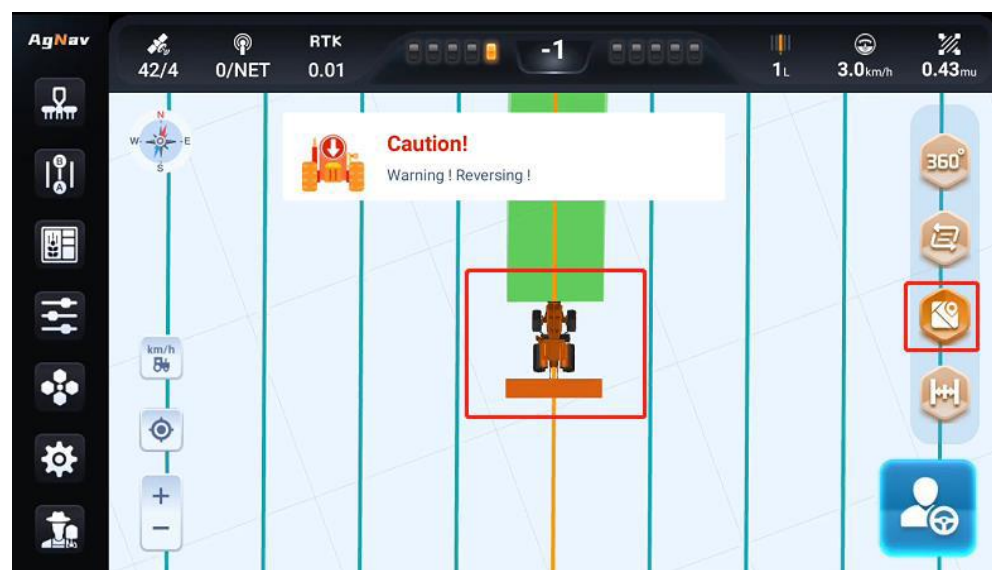 AgNav
RTK
-1
42/4
0/NET
0.01
1L
3.0km/h
0.43mu
N
W
E
S
Caution!
Warning ! Reversing !
360°
B
A
km/h
+
−